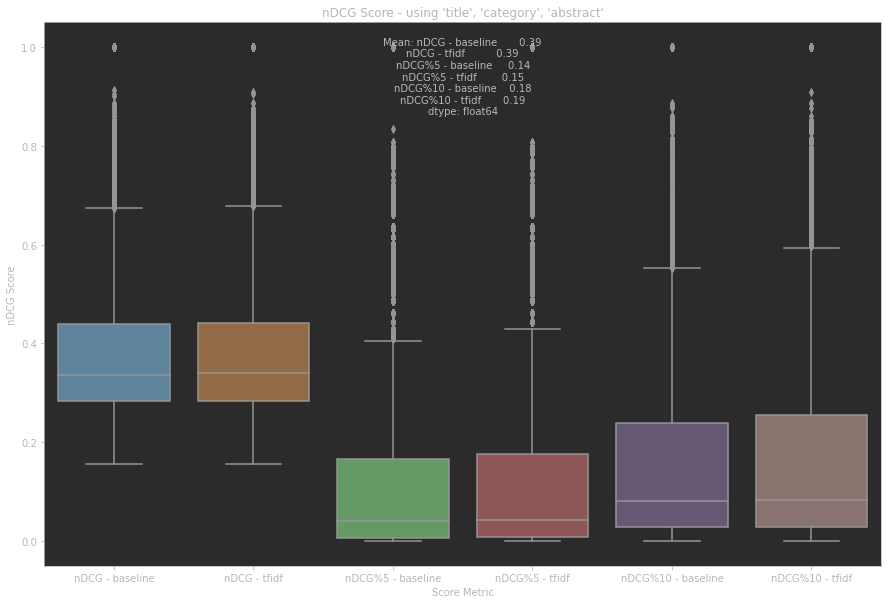 nDCG Score - using 'title', 'category', 'abstract'
Mean: nDCG - baseline 0.39
nDCG - tfidf 0.39
nDCG%5 - baseline 0.14
nDCG%5 - tfidf 0.15
nDCG%10 - baseline 0.18
nDCG%10 - tfidf 0.19
dtype: float64
1.0
0.8
0.6
0.4
0.2
0.0
nDCG Score
nDCG - baseline
nDCG - tfidf
nDCG%5 - baseline
nDCG%5 - tfidf
nDCG%10 - baseline
nDCG%10 - tfidf
Score Metric